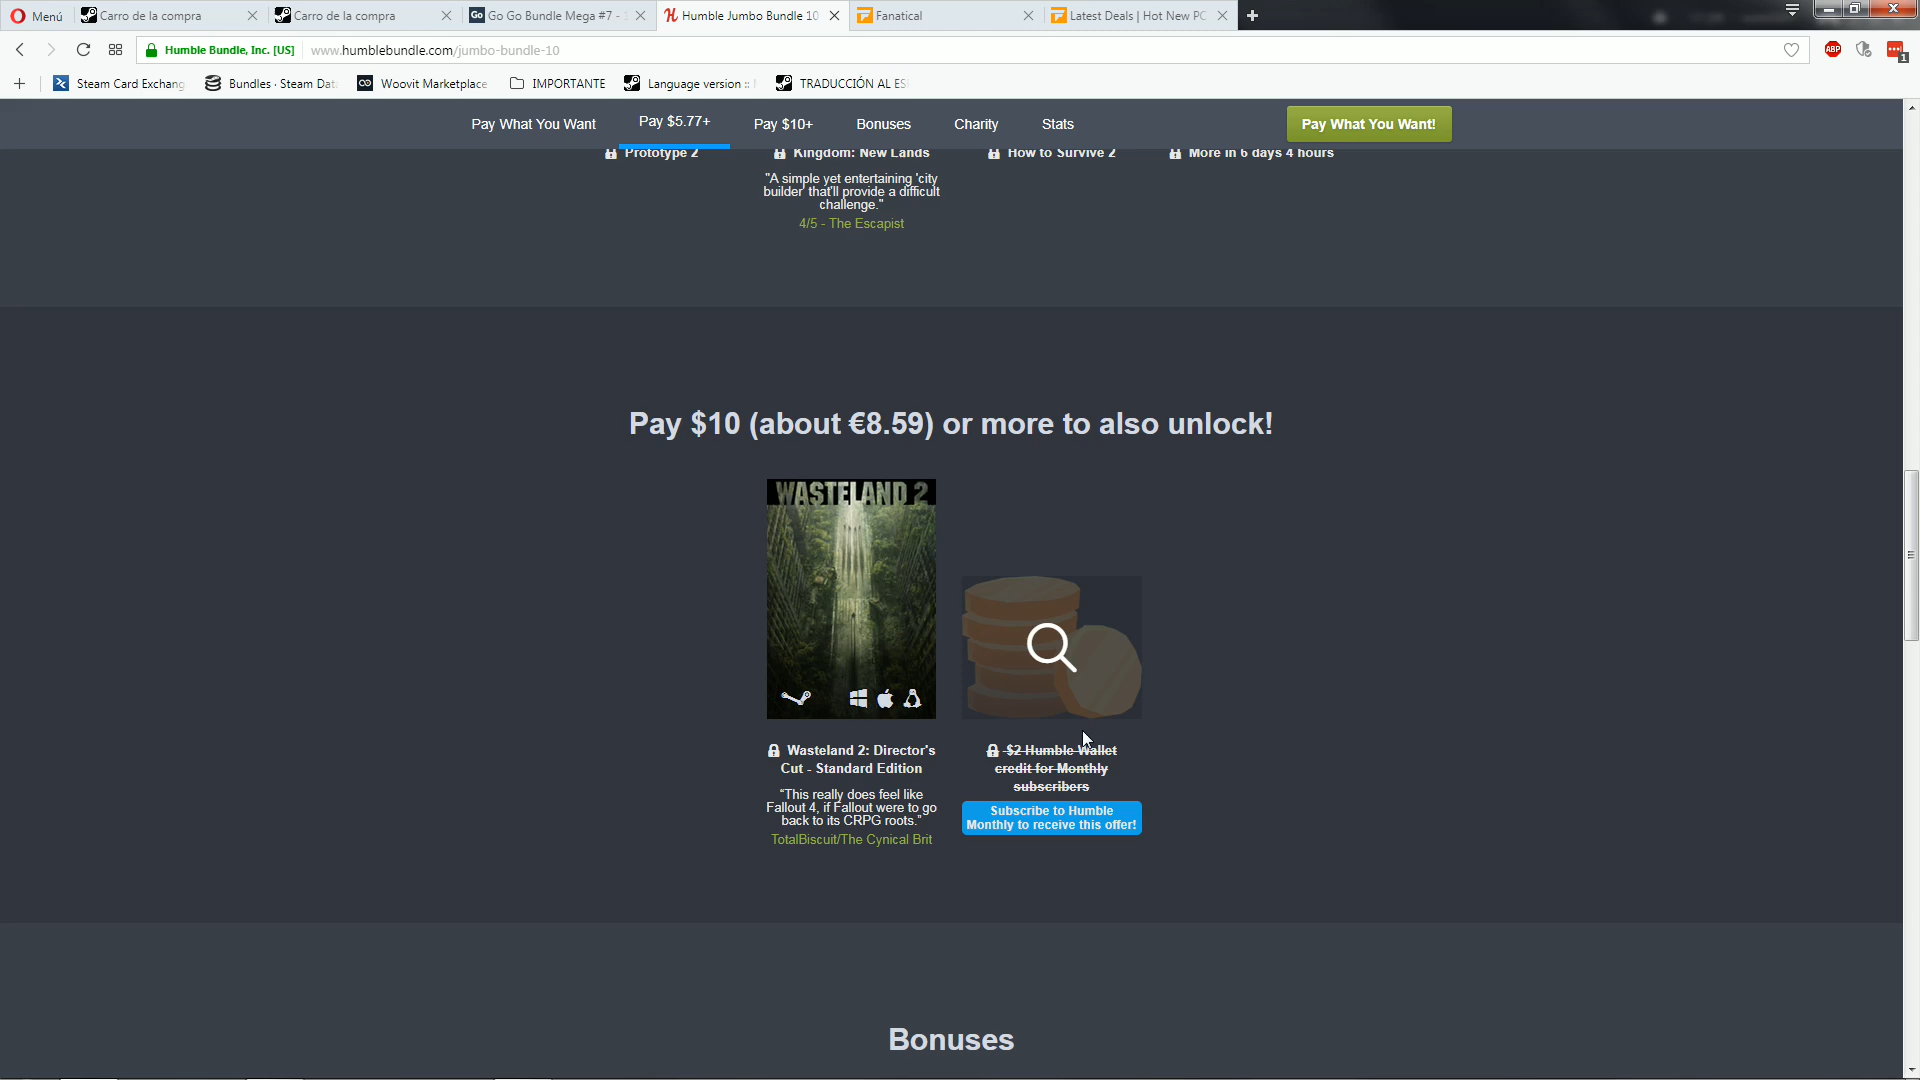 Menú
Carro de la compra
Carro de la compra
Go Go Go Bundle Mega #7 -
Humble Jumbo Bundle 10
Fanatical
Latest Deals | Hot New PC
Humble Bundle, Inc. [US]
www.humblebundle.com/jumbo-bundle-10
ABP
1
Steam Card Exchang
Bundles · Steam Dat
Woovit Marketplace
IMPORTANTE
Language version ::
TRADUCCIÓN AL ES
Pay What You Want
Pay $5.77+
Pay $10+
Bonuses
Charity
Stats
Pay What You Want!
Prototype 2
Kingdom: New Lands
How to Survive 2
More in 6 days 4 hours
"A simple yet entertaining 'city
builder' that'll provide a difficult
challenge."
4/5 - The Escapist
Pay $10 (about €8.59) or more to also unlock!
WASTELAND 2
Wasteland 2: Director's
Cut - Standard Edition
"This really does feel like
Fallout 4, if Fallout were to go
back to its CRPG roots."
TotalBiscuit/The Cynical Brit
$2 Humble Wallet
credit for Monthly
subscribers
Subscribe to Humble
Monthly to receive this offer!
Bonuses